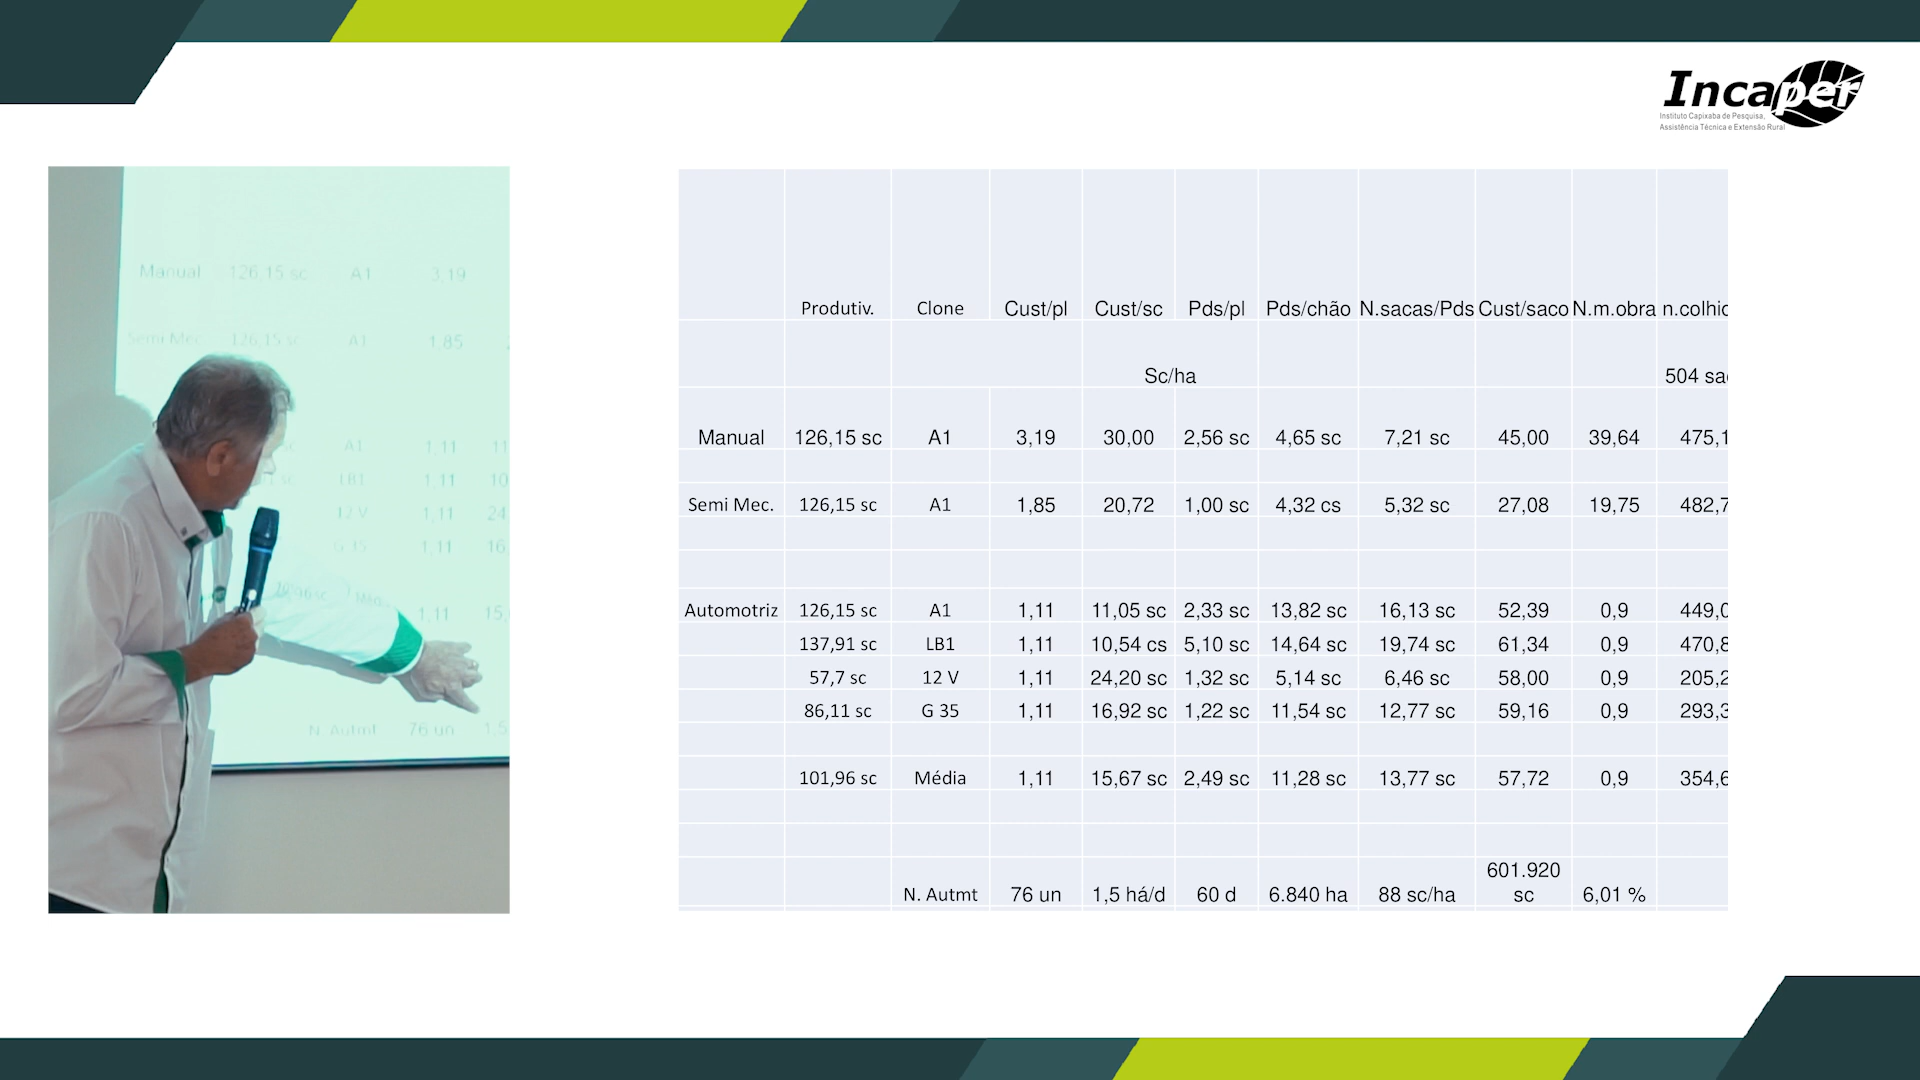 Incaper
Instituto Capixaba de Pesquisa,
Assistência Técnica e Extensão Rural
Manual 126,15 sc A1 3,19
Semi Mec. 126,15 sc A1 1,85
A1 1,11 11
LB1 1,11 10
12 V 1,11 24
G 35 1,11 16
1,11 15,
N. Autmt 76 un 1,5
Produtiv. Clone Cust/pl Cust/sc Pds/pl Pds/chão N.sacas/Pds Cust/saco N.m.obra n.colhic
Sc/ha 504 sa
Manual 126,15 sc A1 3,19 30,00 2,56 sc 4,65 sc 7,21 sc 45,00 39,64 475,1
Semi Mec. 126,15 sc A1 1,85 20,72 1,00 sc 4,32 cs 5,32 sc 27,08 19,75 482,7
Automotriz 126,15 sc A1 1,11 11,05 sc 2,33 sc 13,82 sc 16,13 sc 52,39 0,9 449,0
137,91 sc LB1 1,11 10,54 cs 5,10 sc 14,64 sc 19,74 sc 61,34 0,9 470,8
57,7 sc 12 V 1,11 24,20 sc 1,32 sc 5,14 sc 6,46 sc 58,00 0,9 205,2
86,11 sc G 35 1,11 16,92 sc 1,22 sc 11,54 sc 12,77 sc 59,16 0,9 293,3
101,96 sc Média 1,11 15,67 sc 2,49 sc 11,28 sc 13,77 sc 57,72 0,9 354,6
601.920
N. Autmt 76 un 1,5 há/d 60 d 6.840 ha 88 sc/ha sc 6,01 %